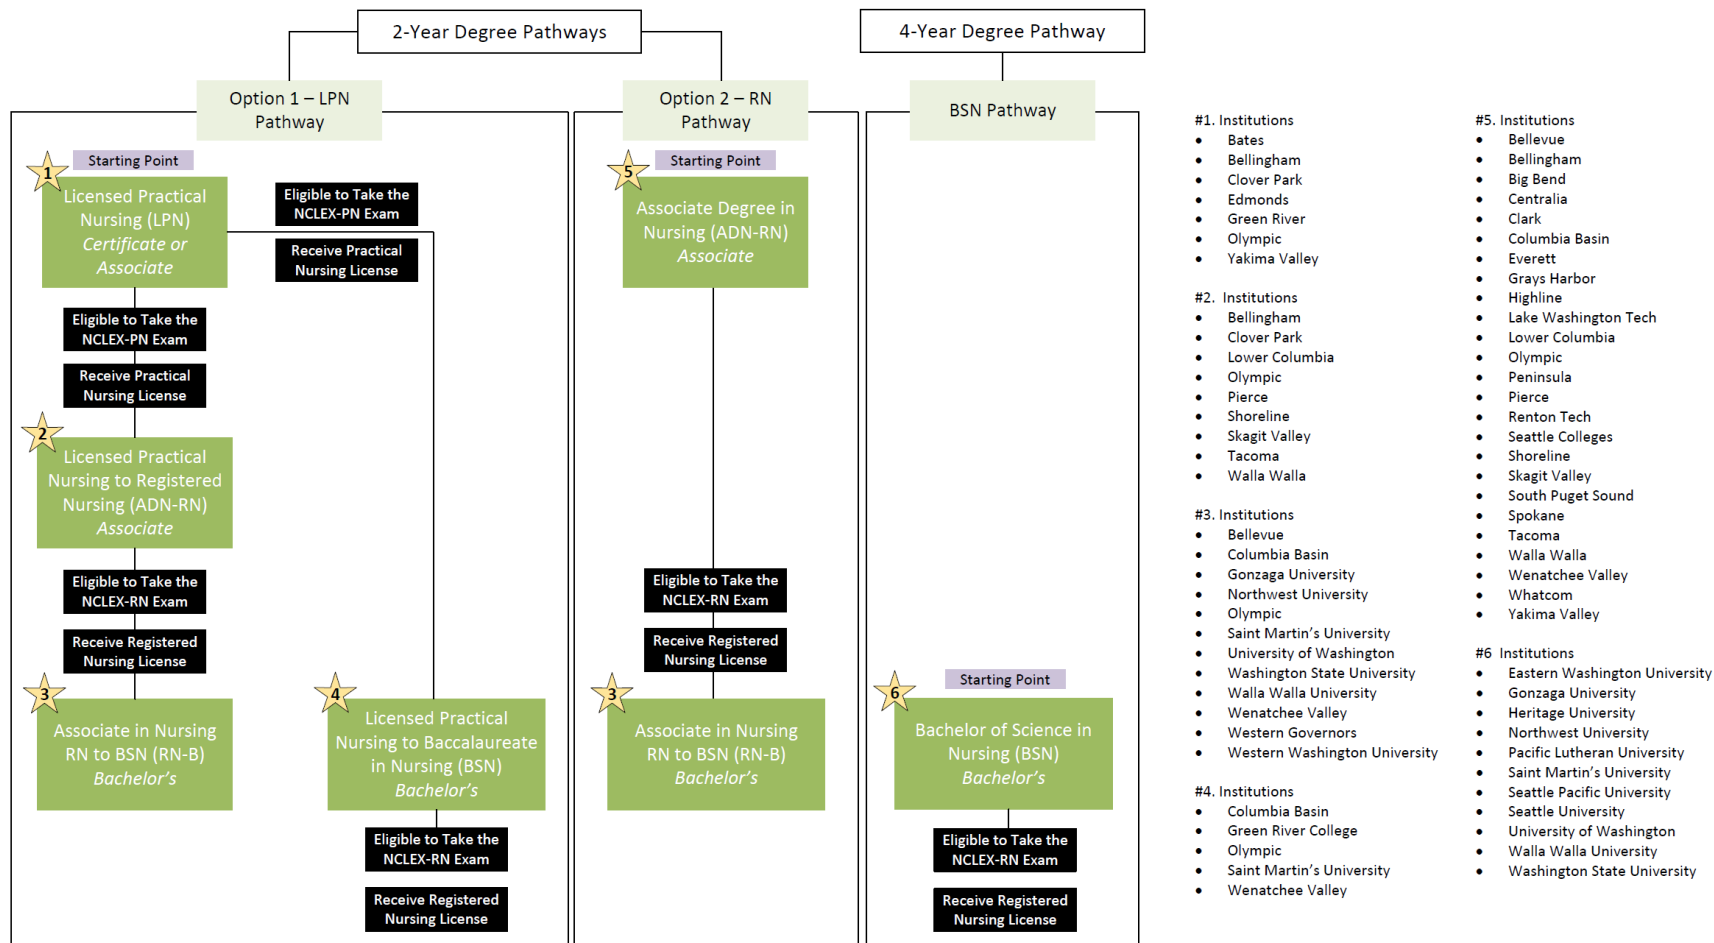 2-Year Degree Pathways
4-Year Degree Pathway
Option 1 – LPN
Pathway
Option 2 – RN
Pathway
BSN Pathway
Starting Point
1
Licensed Practical
Nursing (LPN)
Certificate or
Associate
Eligible to Take the
NCLEX-PN Exam
Receive Practical
Nursing License
Eligible to Take the
NCLEX-PN Exam
Receive Practical
Nursing License
2
Licensed Practical
Nursing to Registered
Nursing (ADN-RN)
Associate
Eligible to Take the
NCLEX-RN Exam
Receive Registered
Nursing License
3
Associate in Nursing
RN to BSN (RN-B)
Bachelor's
4
Licensed Practical
Nursing to Baccalaureate
in Nursing (BSN)
Bachelor's
Eligible to Take the
NCLEX-RN Exam
Receive Registered
Nursing License
Starting Point
5
Associate Degree in
Nursing (ADN-RN)
Associate
Eligible to Take the
NCLEX-RN Exam
Receive Registered
Nursing License
3
Associate in Nursing
RN to BSN (RN-B)
Bachelor's
Starting Point
6
Bachelor of Science in
Nursing (BSN)
Bachelor's
Eligible to Take the
NCLEX-RN Exam
Receive Registered
Nursing License
#1. Institutions
• Bates
• Bellingham
• Clover Park
• Edmonds
• Green River
• Olympic
• Yakima Valley
#2. Institutions
• Bellingham
• Clover Park
• Lower Columbia
• Olympic
• Pierce
• Shoreline
• Skagit Valley
• Tacoma
• Walla Walla
#3. Institutions
• Bellevue
• Columbia Basin
• Gonzaga University
• Northwest University
• Olympic
• Saint Martin's University
• University of Washington
• Washington State University
• Walla Walla University
• Wenatchee Valley
• Western Governors
• Western Washington University
#4. Institutions
• Columbia Basin
• Green River College
• Olympic
• Saint Martin's University
• Wenatchee Valley
#5. Institutions
• Bellevue
• Bellingham
• Big Bend
• Centralia
• Clark
• Columbia Basin
• Everett
• Grays Harbor
• Highline
• Lake Washington Tech
• Lower Columbia
• Olympic
• Peninsula
• Pierce
• Renton Tech
• Seattle Colleges
• Shoreline
• Skagit Valley
• South Puget Sound
• Spokane
• Tacoma
• Walla Walla
• Wenatchee Valley
• Whatcom
• Yakima Valley
#6 Institutions
• Eastern Washington University
• Gonzaga University
• Heritage University
• Northwest University
• Pacific Lutheran University
• Saint Martin's University
• Seattle Pacific University
• Seattle University
• University of Washington
• Walla Walla University
• Washington State University